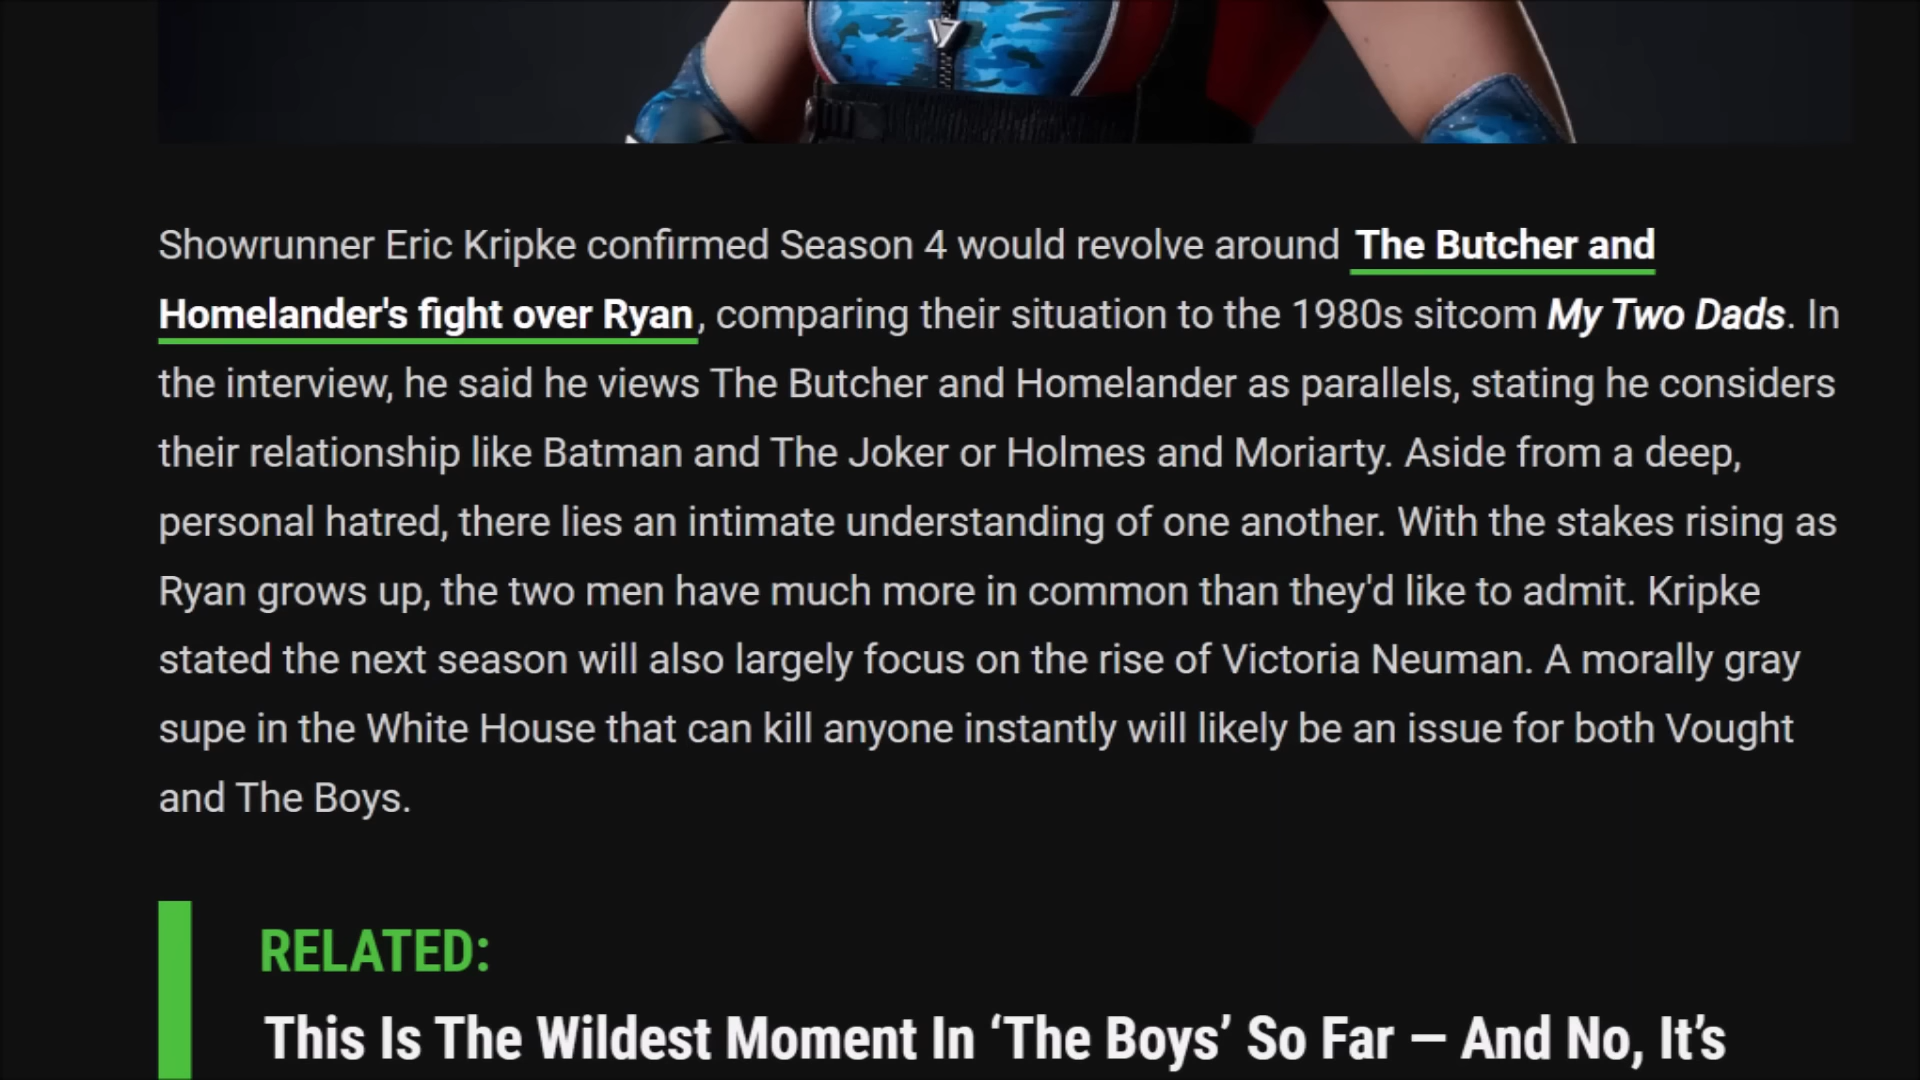 Showrunner Eric Kripke confirmed Season 4 would revolve around The Butcher and
Homelander's fight over Ryan, comparing their situation to the 1980s sitcom My Two Dads. In
the interview, he said he views The Butcher and Homelander as parallels, stating he considers
their relationship like Batman and The Joker or Holmes and Moriarty. Aside from a deep,
personal hatred, there lies an intimate understanding of one another. With the stakes rising as
Ryan grows up, the two men have much more in common than they'd like to admit. Kripke
stated the next season will also largely focus on the rise of Victoria Neuman. A morally gray
supe in the White House that can kill anyone instantly will likely be an issue for both Vought
and The Boys.
RELATED:
This Is The Wildest Moment In ‘The Boys’ So Far — And No, It’s